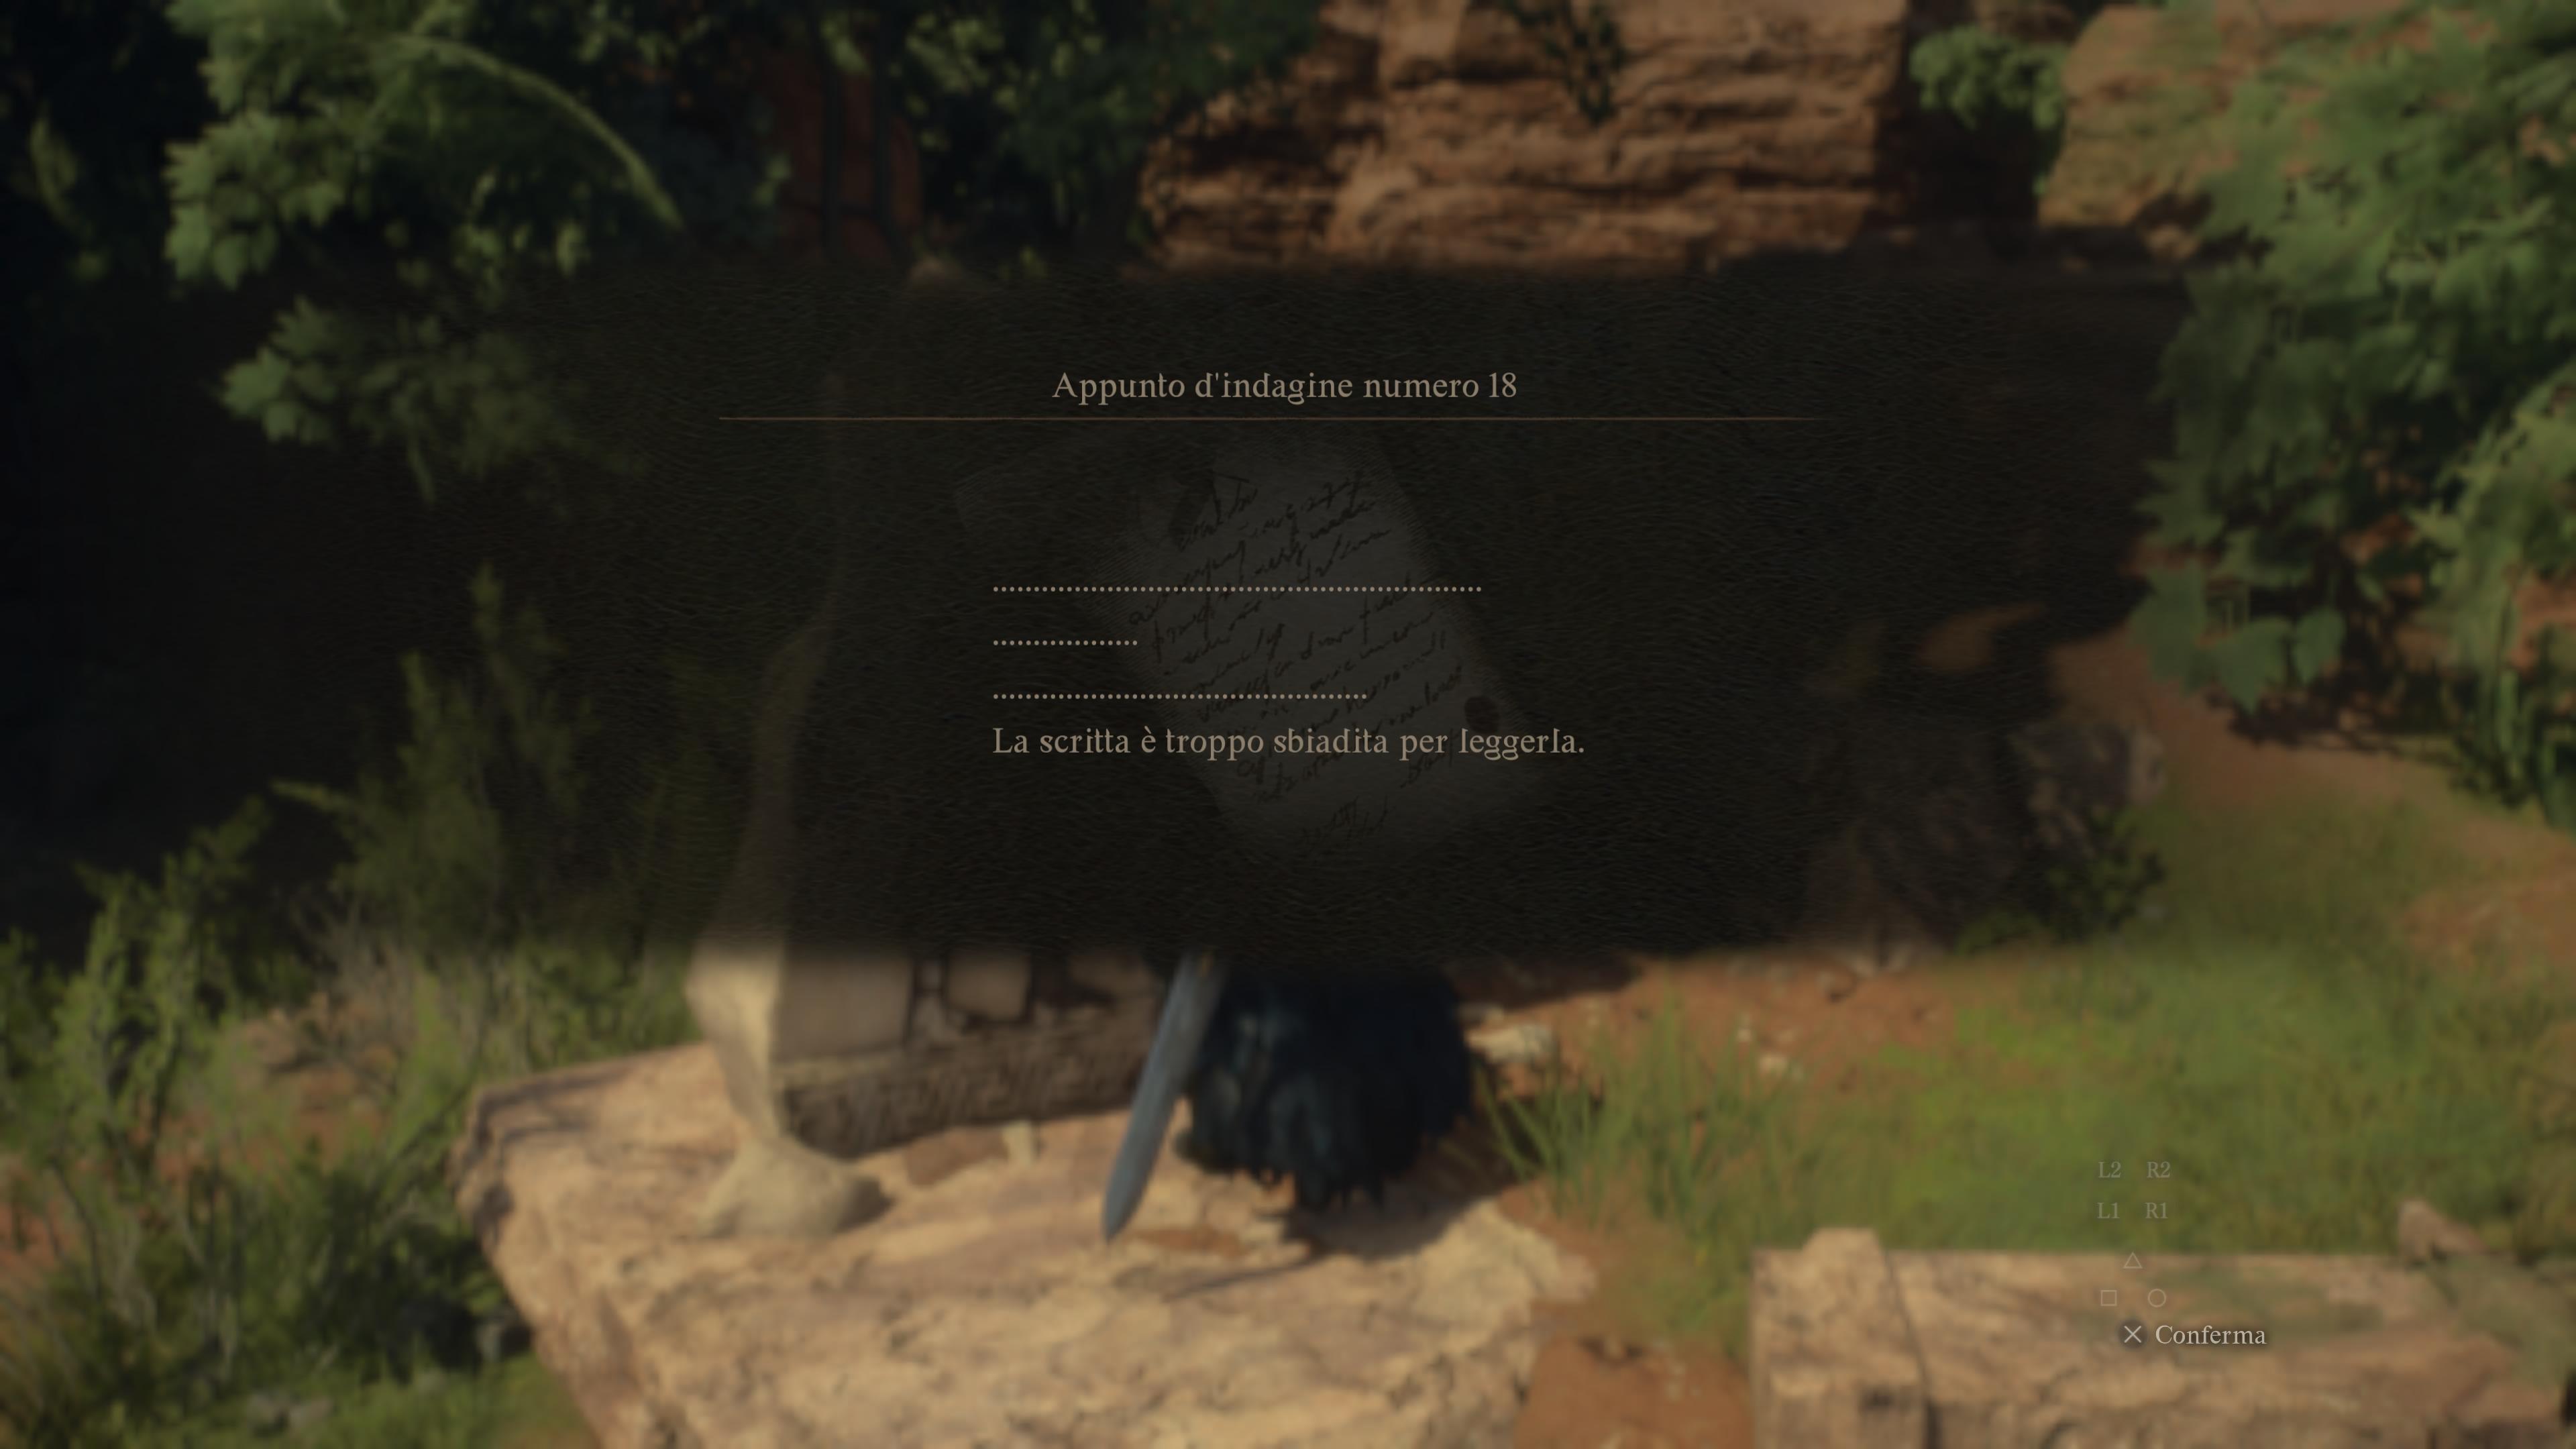 Appunto d'indagine numero 18
............................................................
..................
..............................................
La scritta è troppo sbiadita per leggerla.
L2 R2
L1 R1
Conferma